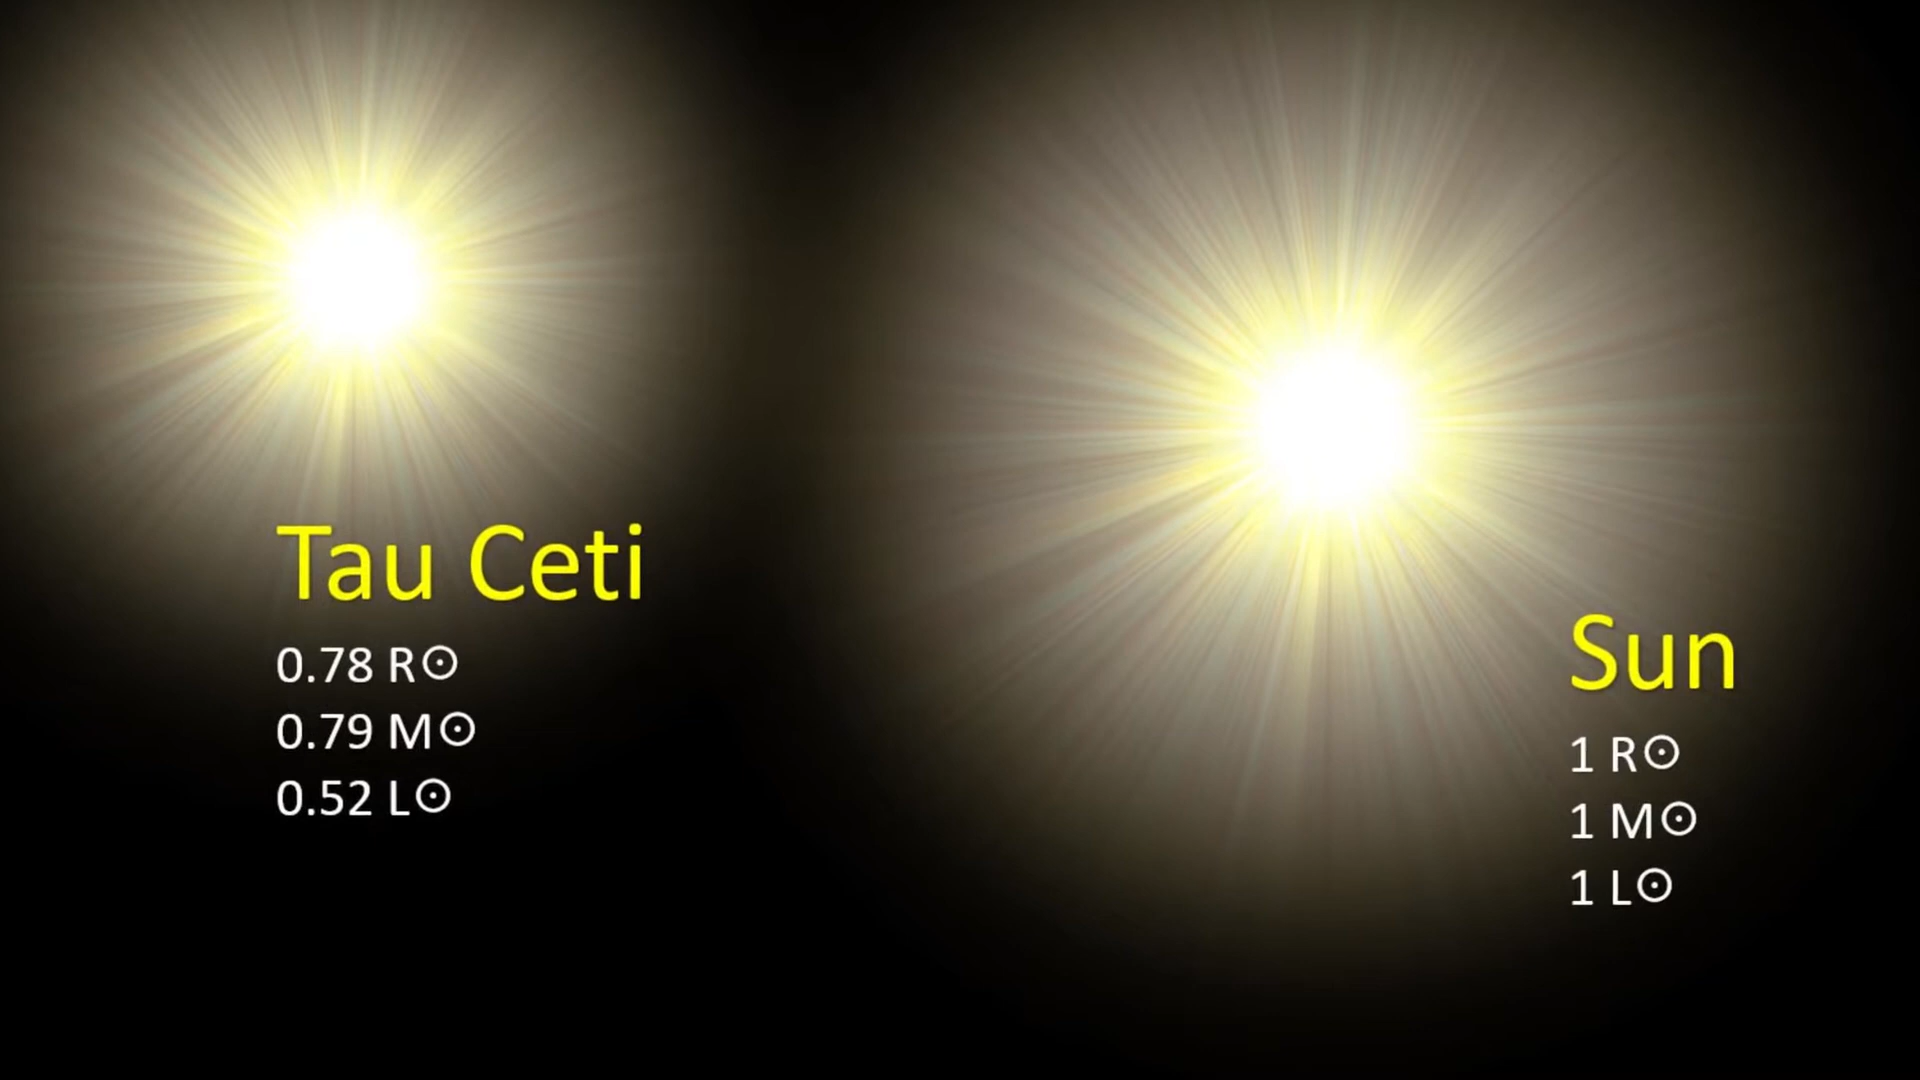 Tau Ceti
0.78 R☉
0.79 M☉
0.52 L☉
Sun
1 R☉
1 M☉
1 L☉